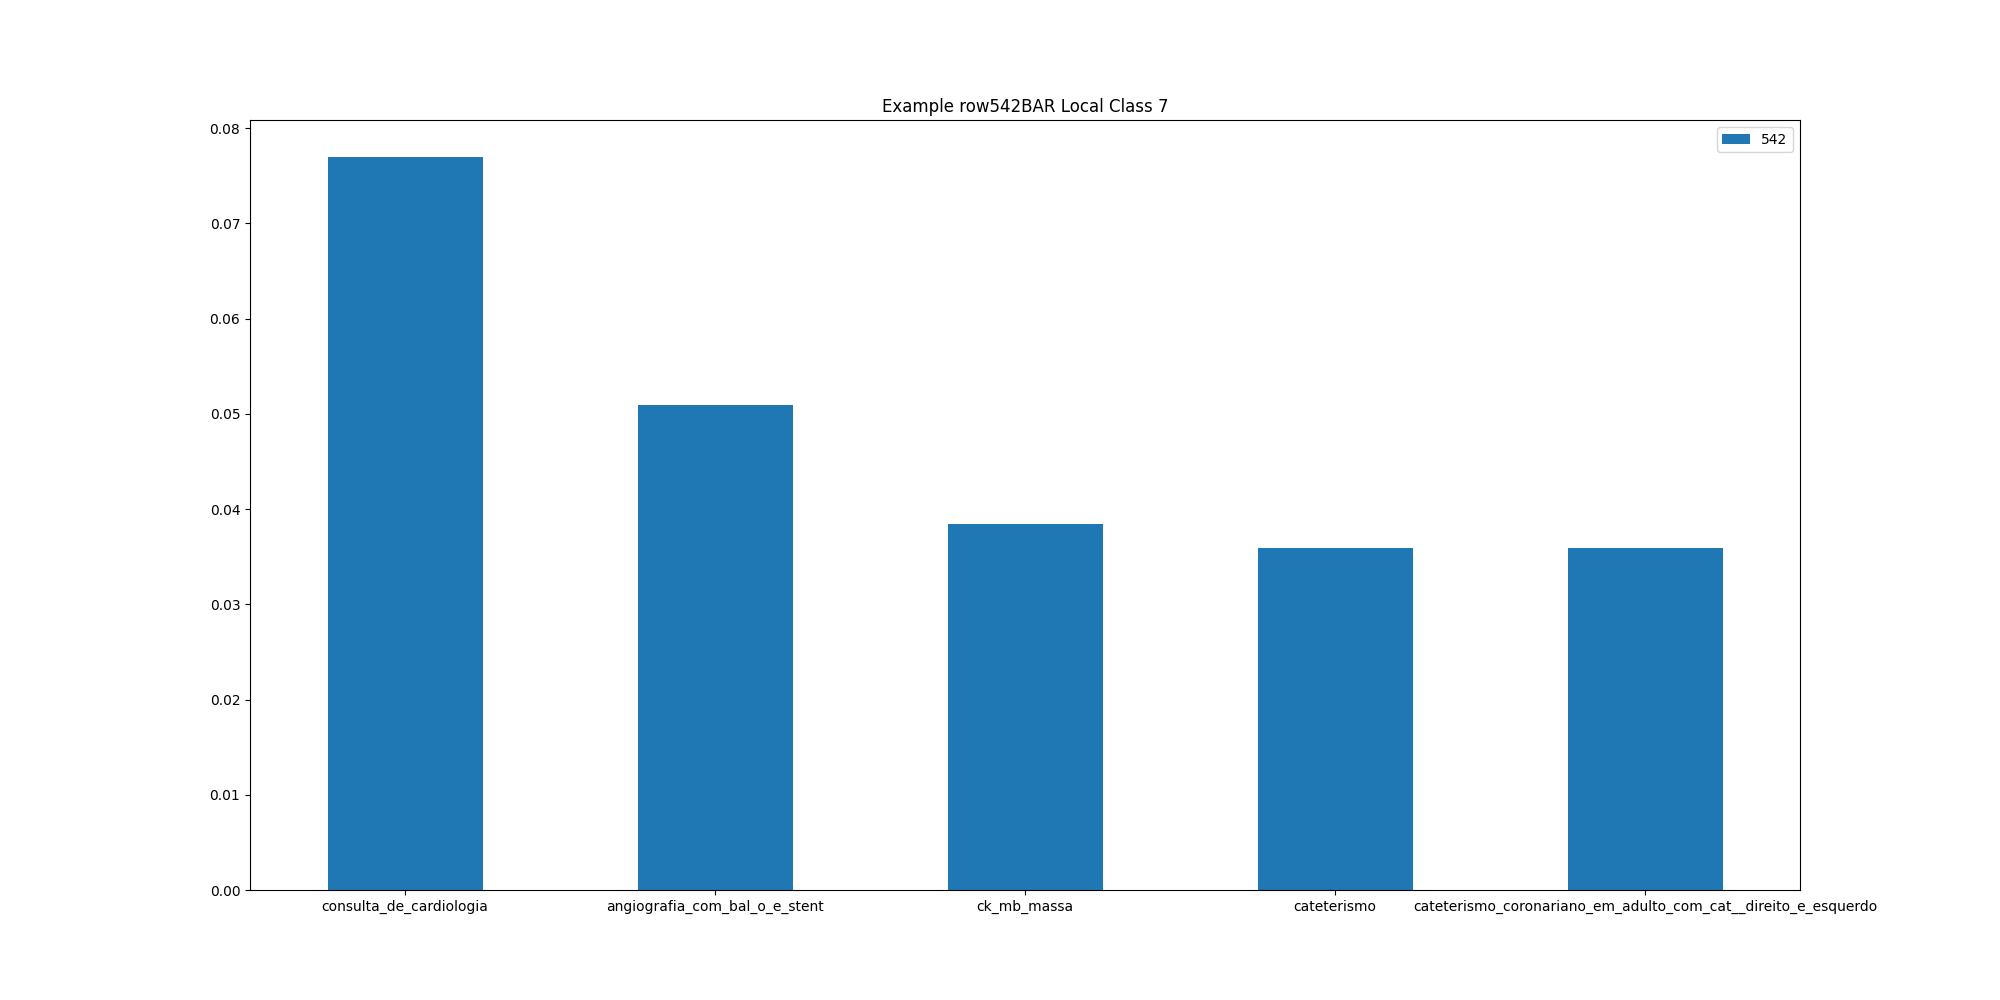 Example row542BAR Local Class 7
542
0.08
0.07
0.06
0.05
0.04
0.03
0.02
0.01
0.00
consulta_de_cardiologia
angiografia_com_bal_o_e_stent
ck_mb_massa
cateterismo
cateterismo_coronariano_em_adulto_com_cat__direito_e_esquerdo